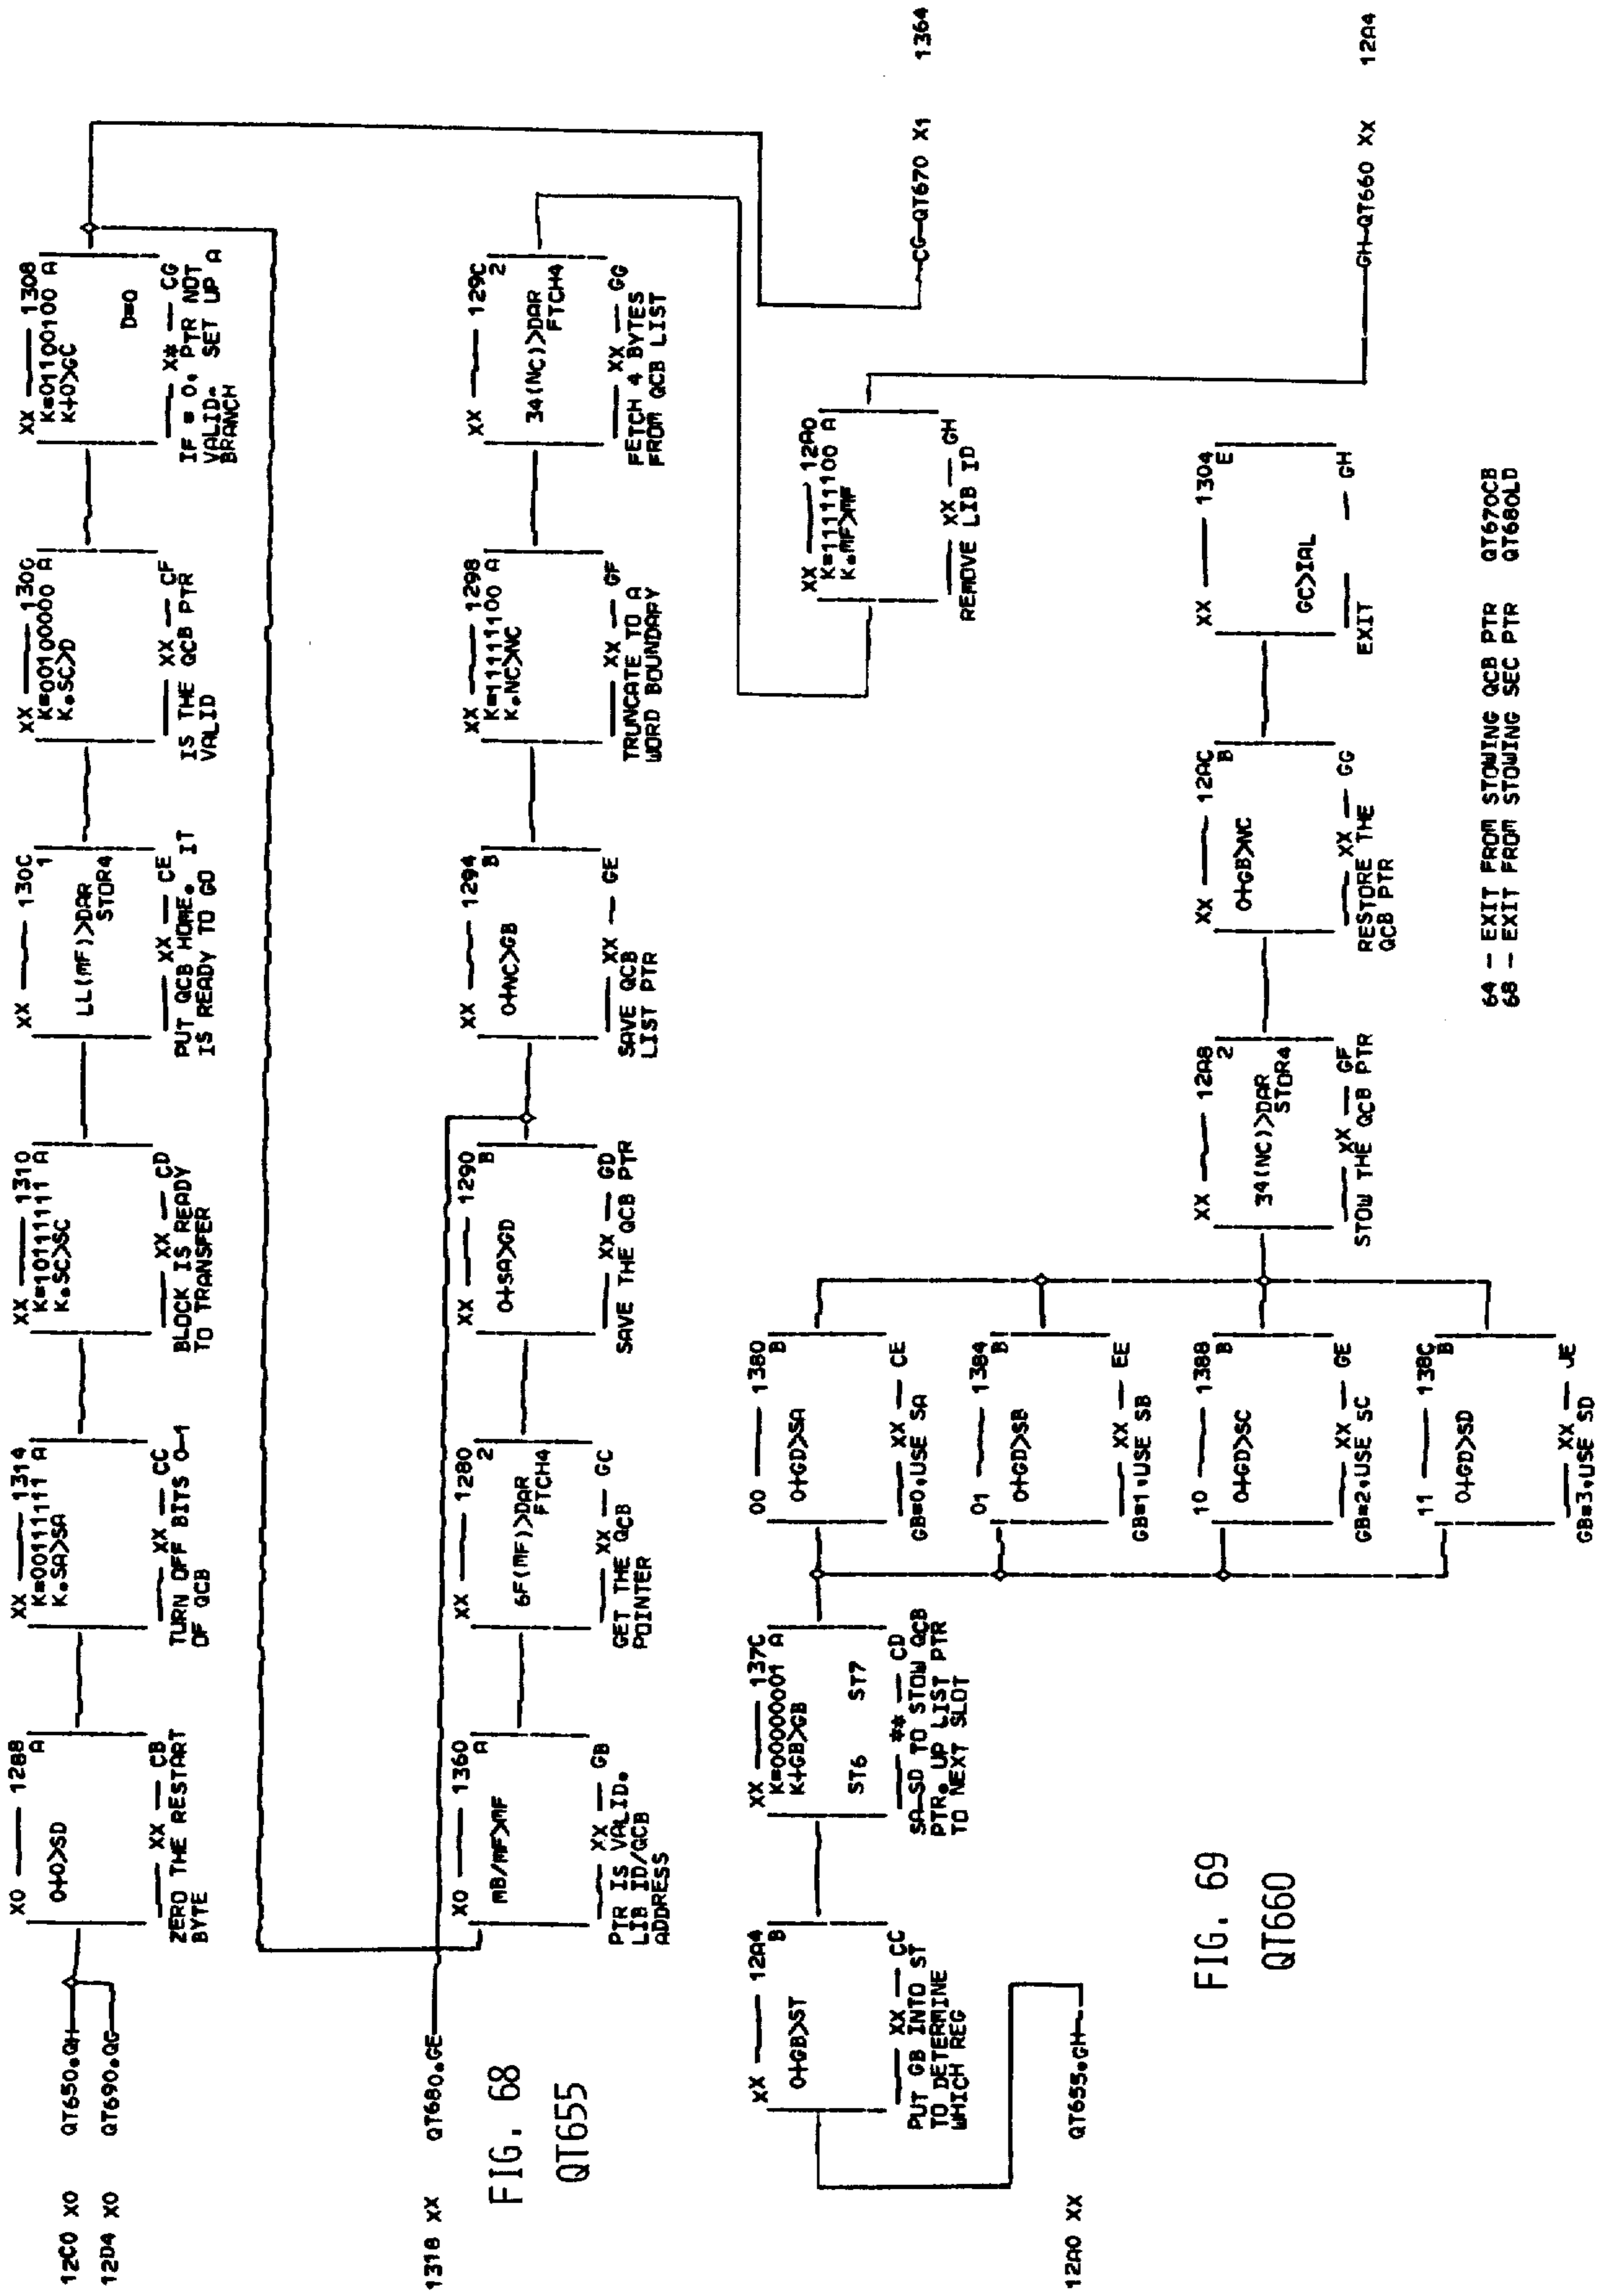 12C0 X0 QT650.QH
12D4 X0 QT690.QG
X0 1288
A
0+0>SD
XX CB
ZERO THE RESTART
BYTE
XX 1314
K=00111111 A
K.SA>SA
XX CC
TURN OFF BITS 0-1
OF QCB
XX 1310
K=10111111 A
K.SC>SC
XX CD
BLOCK IS READY
TO TRANSFER
XX 130C
1
LL(MF)>DAR
STOR4
XX CE
PUT QCB HOME. IT
IS READY TO GO
XX
K=00100000 A
K.SC>D
XX CF
IS THE QCB PTR
VALID
XX 1308
K=01100100 A
K+0>GC
D=0
X* CG
IF = 0, PTR NOT
VALID. SET UP A
BRANCH
1318 XX QT680.GE
X0 1360
A
MB/MF>MF
XX GB
PTR IS VALID.
LIB ID/QCB
ADDRESS
XX 1280
2
6F(MF)>DAR
FTCH4
XX GC
GET THE QCB
POINTER
XX 1290
B
0+SA>GD
XX GD
SAVE THE QCB PTR
XX 1294
B
0+NC>GB
XX GE
SAVE QCB
LIST PTR
XX 1298
K=11111100 A
K.NC>NC
XX GF
TRUNCATE TO A
WORD BOUNDARY
XX 129C
2
34(NC)>DAR
FTCH4
XX GG
FETCH 4 BYTES
FROM QCB LIST
XX 12A0
K=11111100 A
K.MF>MF
XX GH
REMOVE LIB ID
CG QT670 X1 1364
GH QT660 XX 12A4
FIG. 68
QT655
12A0 XX QT655.GH
XX 12A4
B
0+GB>ST
XX CC
PUT GB INTO ST
TO DETERMINE
WHICH REG
XX 137C
K=00000001 A
K+GB>GB
ST6 ST7
** CD
SA-SD TO STOW QCB
PTR. UP LIST PTR
TO NEXT SLOT
00 1380
B
0+GD>SA
XX CE
GB=0,USE SA
01 1384
B
0+GD>SB
XX EE
GB=1,USE SB
10 1388
B
0+GD>SC
XX GE
GB=2,USE SC
11 138C
B
0+GD>SD
XX JE
GB=3,USE SD
XX 12A8
2
34(NC)>DAR
STOR4
XX GF
STOW THE QCB PTR
XX 12AC
B
0+GB>NC
XX GG
RESTORE THE
QCB PTR
XX 1304
E
GC>IAL
GH
EXIT
64 - EXIT FROM STOWING QCB PTR QT670CB
68 - EXIT FROM STOWING SEC PTR QT680LD
FIG. 69
QT660